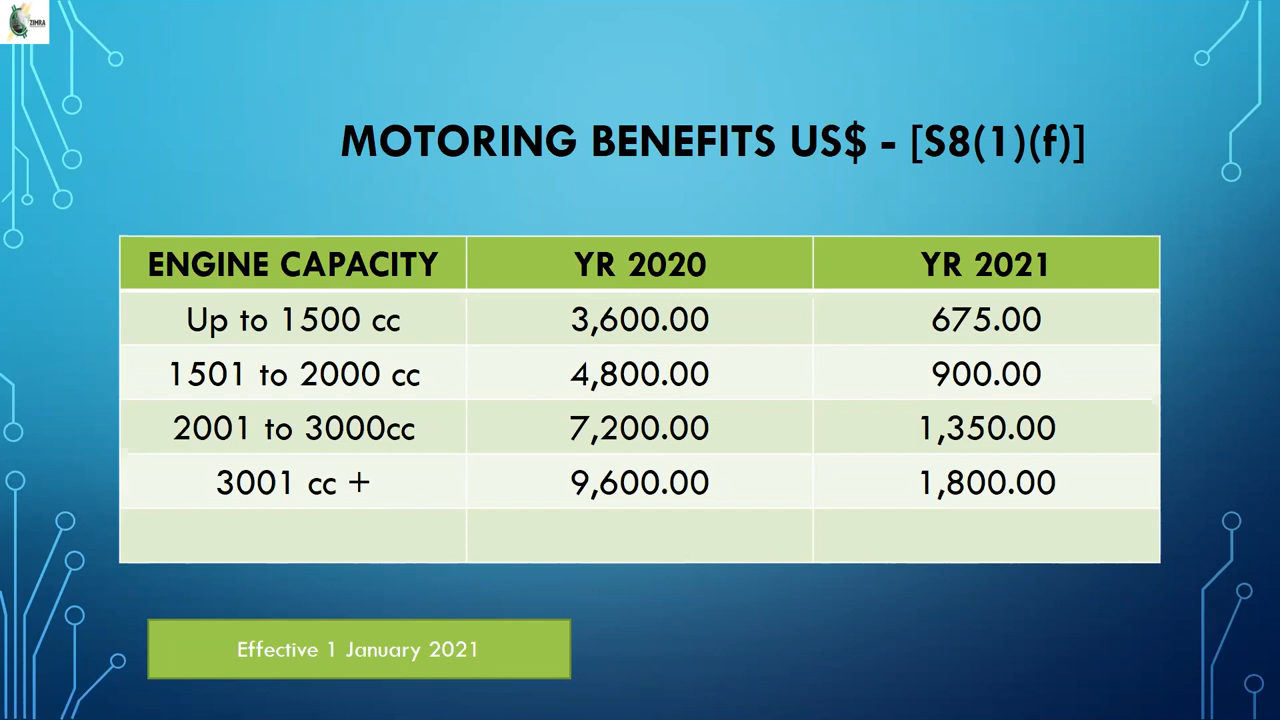 ZIMRA
MOTORING BENEFITS US$ - [S8(1)(f)]
ENGINE CAPACITY YR 2020 YR 2021
Up to 1500 cc 3,600.00 675.00
1501 to 2000 cc 4,800.00 900.00
2001 to 3000cc 7,200.00 1,350.00
3001 cc + 9,600.00 1,800.00
Effective 1 January 2021